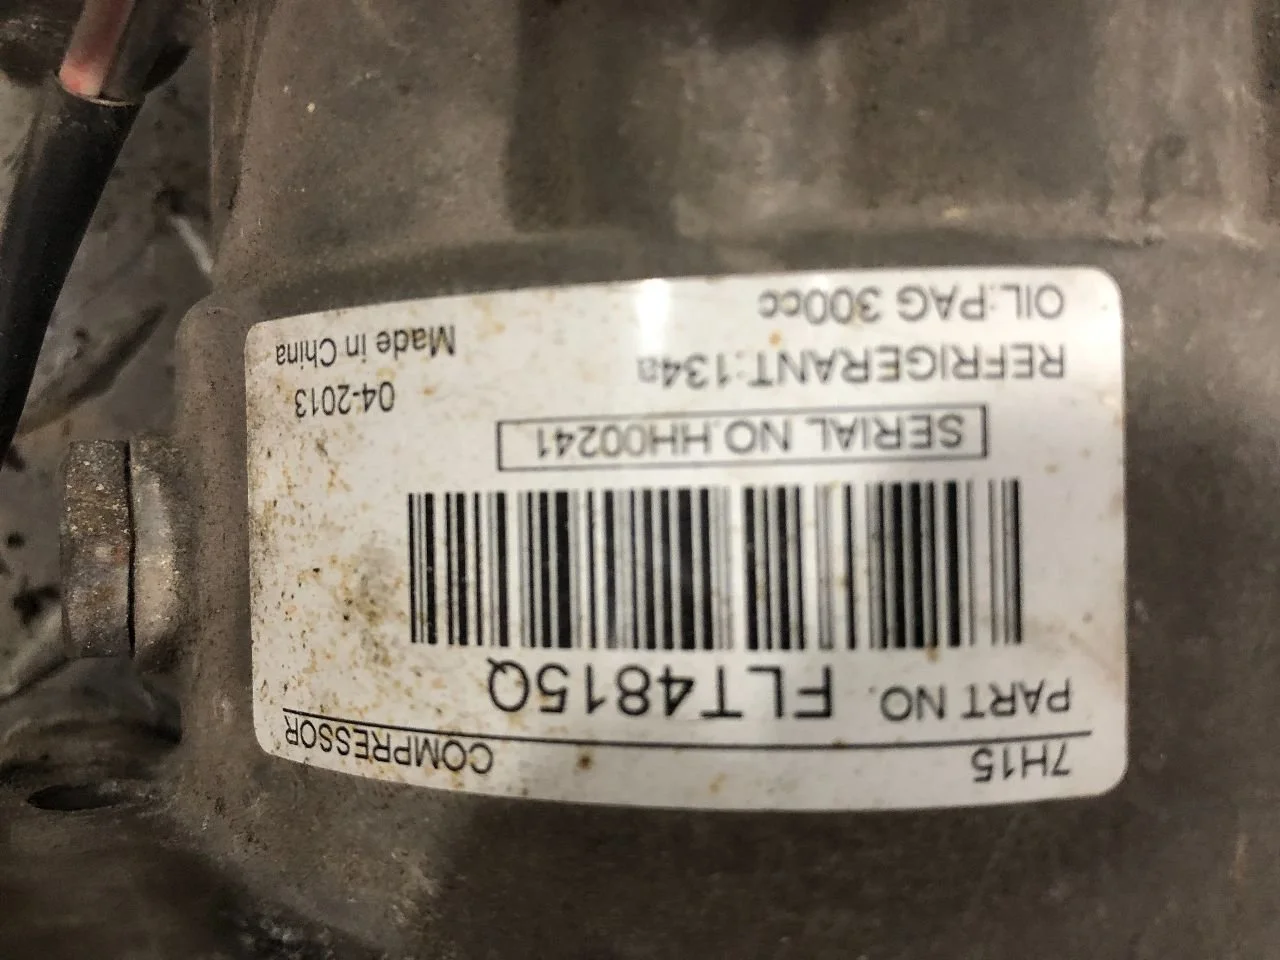 7H15 COMPRESSOR
PART NO. FLT4815Q
SERIAL NO.HH00241
REFRIGERANT:134a 04-2013
OIL:PAG 300cc Made in China